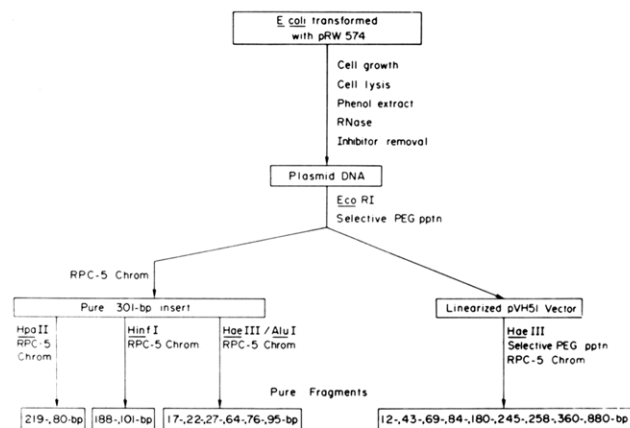 E coli transformed
with pRW 574
Cell growth
Cell lysis
Phenol extract
RNase
Inhibitor removal
Plasmid DNA
Eco RI
Selective PEG pptn
RPC-5 Chrom
Pure 301-bp insert
Linearized pVH51 Vector
Hpa II
RPC-5
Chrom
Hinf I
RPC-5 Chrom
Hae III / Alu I
RPC-5 Chrom
Hae III
Selective PEG pptn
RPC-5 Chrom
Pure Fragments
219-,80-bp
188-,101-bp
17-,22-,27-,64-,76-,95-bp
12-,43-,69-,84-,180-,245-,258-,360-,880-bp